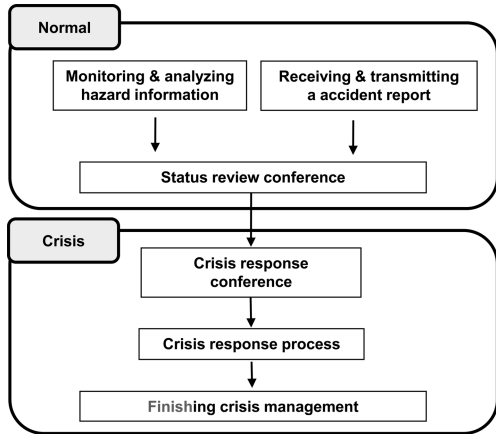 Normal
Monitoring & analyzing
hazard information
Receiving & transmitting
a accident report
Status review conference
Crisis
Crisis response
conference
Crisis response process
Finishing crisis management